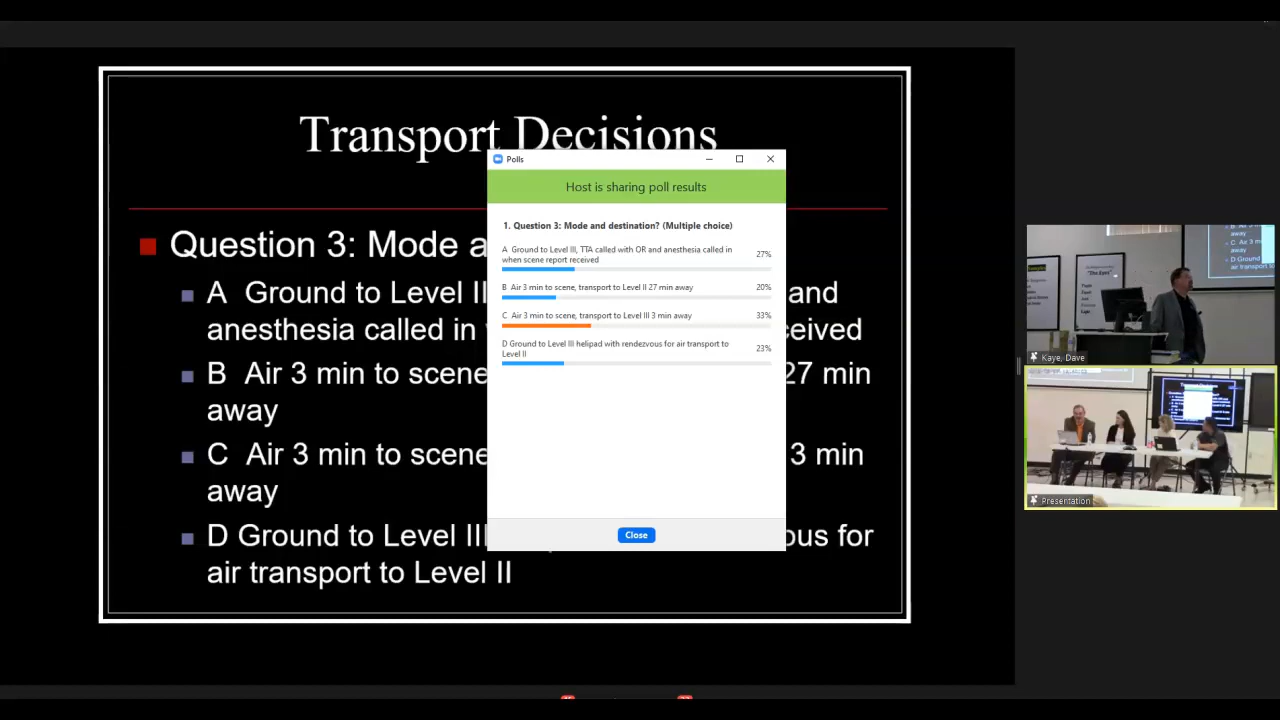 Transport Decisions
Question 3: Mode a
A Ground to Level II
and
anesthesia called in
ceived
B Air 3 min to scene
27 min
away
C Air 3 min to scene
3 min
away
D Ground to Level III
ous for
air transport to Level II
Polls
Host is sharing poll results
1. Question 3: Mode and destination? (Multiple choice)
A Ground to Level III, TTA called with OR and anesthesia called in
when scene report received
27%
B Air 3 min to scene, transport to Level II 27 min away
20%
C Air 3 min to scene, transport to Level III 3 min away
33%
D Ground to Level III helipad with rendezvous for air transport to
Level II
23%
Close
"The Eyes"
Kaye, Dave
Transport Decisions
Presentation